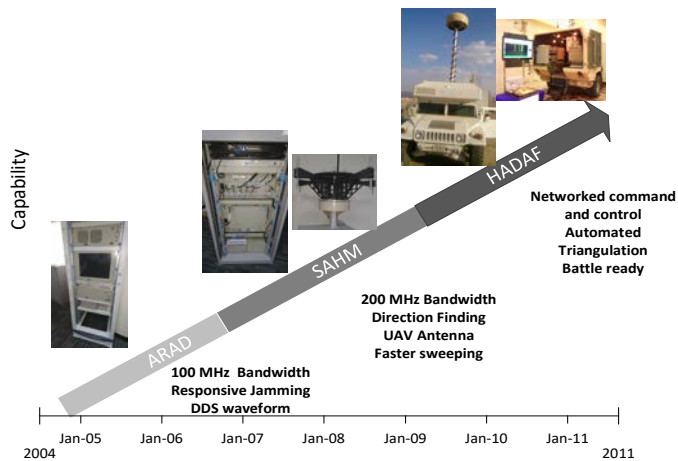 Capability
ARAD
SAHM
HADAF
100 MHz Bandwidth
Responsive Jamming
DDS waveform
200 MHz Bandwidth
Direction Finding
UAV Antenna
Faster sweeping
Networked command
and control
Automated
Triangulation
Battle ready
Jan-05 Jan-06 Jan-07 Jan-08 Jan-09 Jan-10 Jan-11
2004 2011